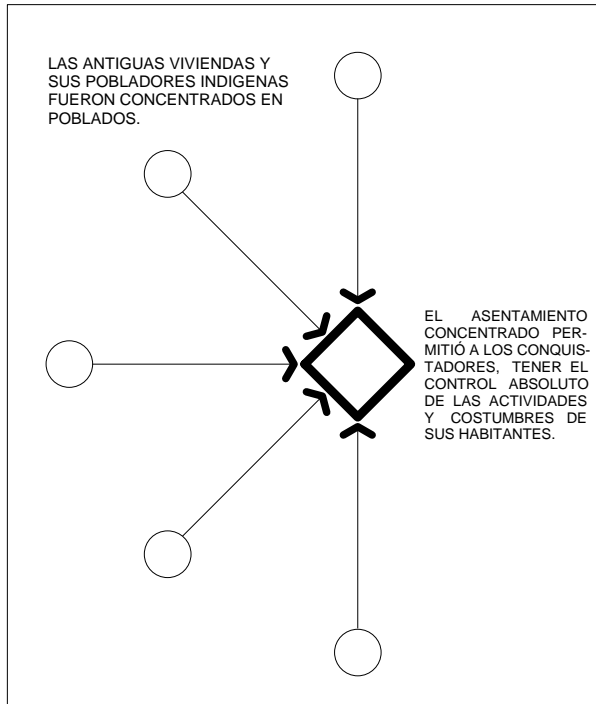 LAS ANTIGUAS VIVIENDAS Y
SUS POBLADORES INDIGENAS
FUERON CONCENTRADOS EN
POBLADOS.
EL ASENTAMIENTO
CONCENTRADO PER-
MITIÓ A LOS CONQUIS-
TADORES, TENER EL
CONTROL ABSOLUTO
DE LAS ACTIVIDADES
Y COSTUMBRES DE
SUS HABITANTES.